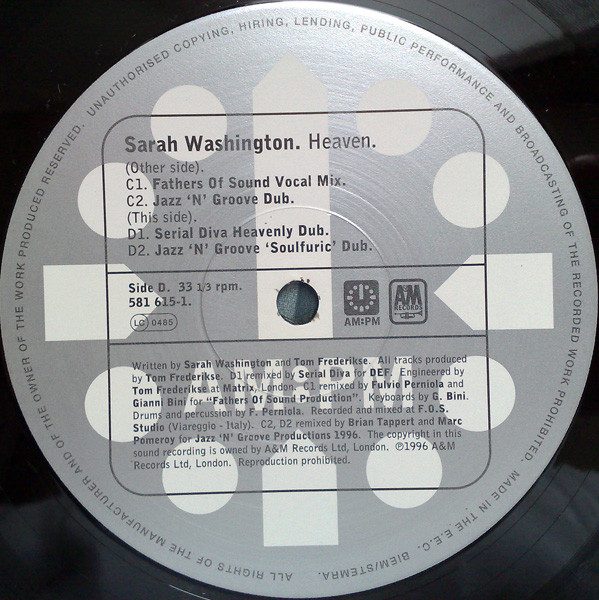 UNAUTHORISED COPYING, HIRING, LENDING, PUBLIC PERFORMANCE AND BROADCASTING OF THE RECORDED WORK PROHIBITED. MADE IN THE E.E.C. BIEM/STEMRA. ALL RIGHTS OF THE MANUFACTURER AND OF THE OWNER OF THE WORK PRODUCED RESERVED.
Sarah Washington. Heaven.
(Other side).
C1. Fathers Of Sound Vocal Mix.
C2. Jazz 'N' Groove Dub.
(This side).
D1. Serial Diva Heavenly Dub.
D2. Jazz 'N' Groove 'Soulfuric' Dub.
Side D. 33 1/3 rpm.
581 615-1.
LC 0485
AM:PM
AM
RECORDS
Written by Sarah Washington and Tom Frederikse. All tracks produced
by Tom Frederikse. D1 remixed by Serial Diva for DEF. Engineered by
Tom Frederikse at Matrix, London. C1 remixed by Fulvio Perniola and
Gianni Bini for "Fathers Of Sound Production". Keyboards by G. Bini.
Drums and percussion by F. Perniola. Recorded and mixed at F.O.S.
Studio (Viareggio - Italy). C2, D2 remixed by Brian Tappert and Marc
Pomeroy for Jazz 'N' Groove Productions 1996. The copyright in this
sound recording is owned by A&M Records Ltd, London. ℗1996 A&M
Records Ltd, London. Reproduction prohibited.
AM:PM